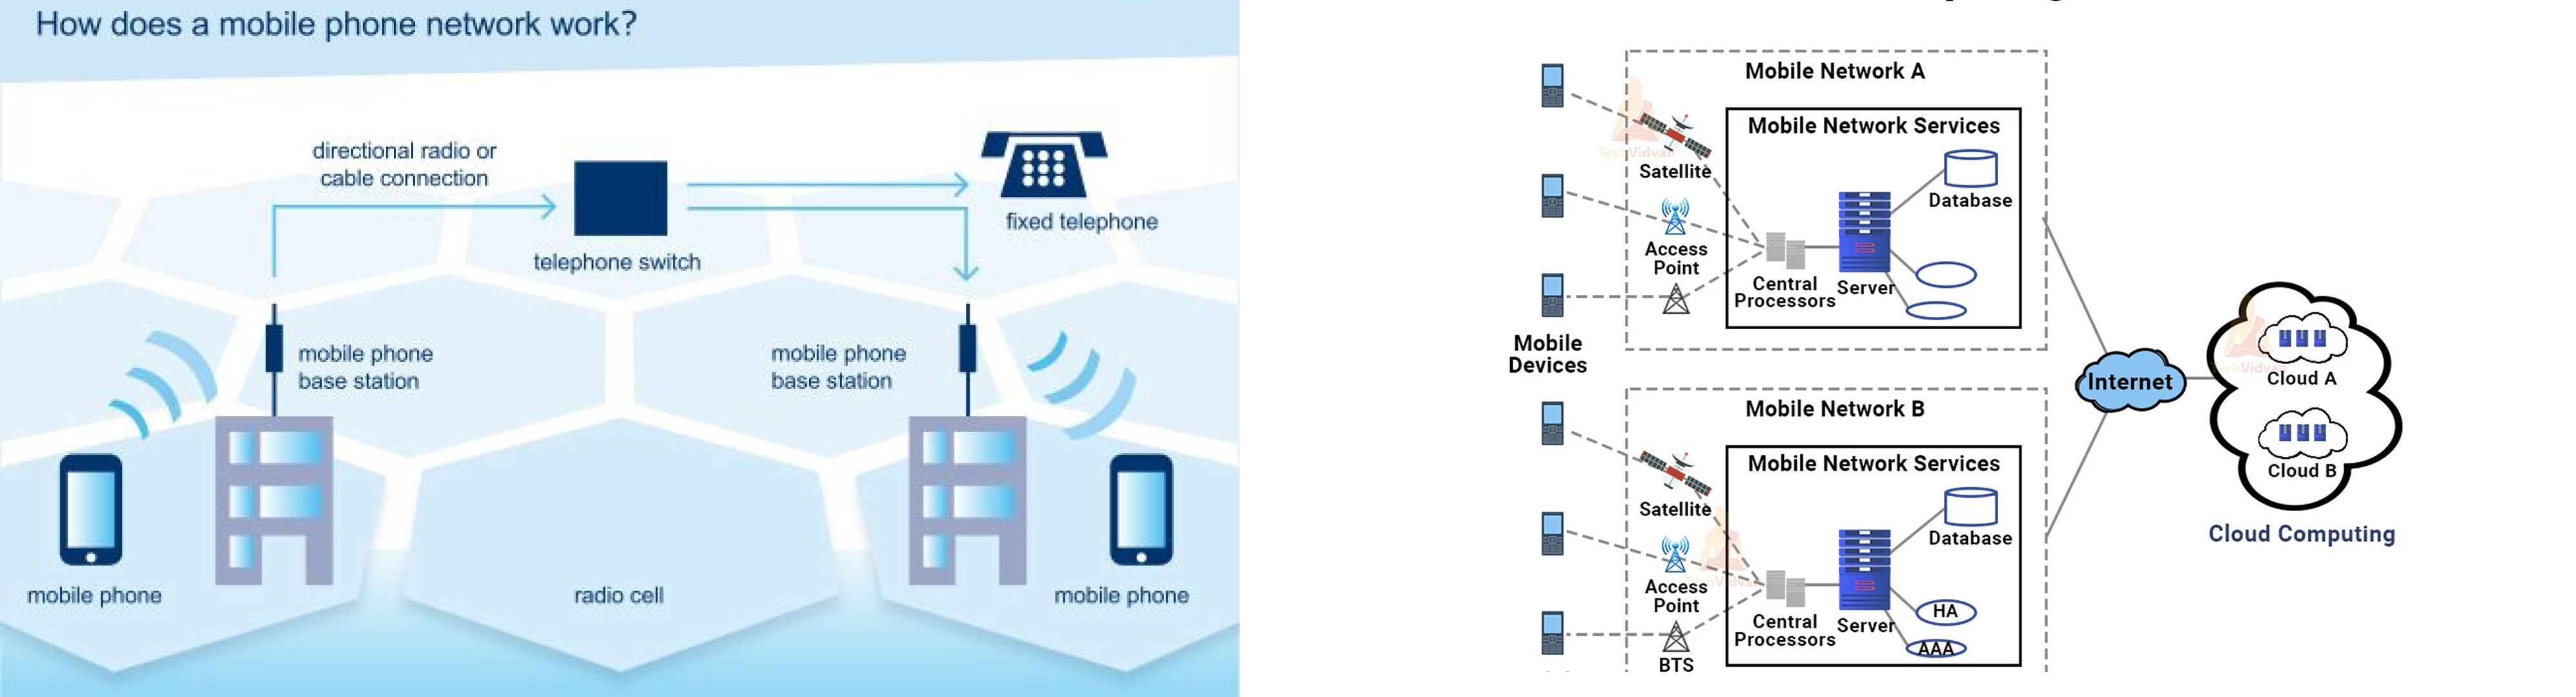 How does a mobile phone network work?
directional radio or
cable connection
telephone switch
fixed telephone
mobile phone
base station
mobile phone
base station
mobile phone
radio cell
mobile phone
Mobile Network A
Mobile Network Services
TechVidvan
Satellite
Database
Access
Point
Central
Processors
Server
Mobile
Devices
Mobile Network B
Mobile Network Services
Satellite
Database
TechVidvan
Access
Point
Central
Processors
Server
HA
AAA
BTS
Internet
TechVidvan
Cloud A
Cloud B
Cloud Computing